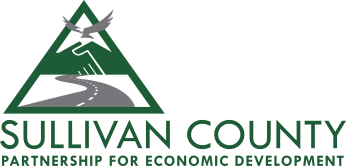 SULLIVAN COUNTY
PARTNERSHIP FOR ECONOMIC DEVELOPMENT